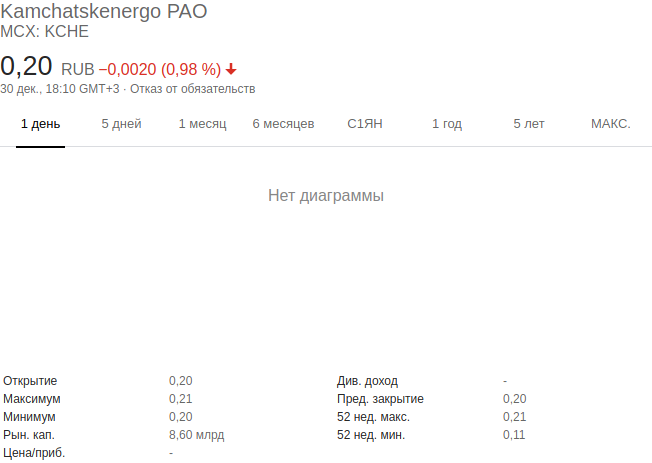 Kamchatskenergo PAO
MCX: KCHE
0,20 RUB −0,0020 (0,98 %)
30 дек., 18:10 GMT+3 · Отказ от обязательств
1 день 5 дней 1 месяц 6 месяцев С1ЯН 1 год 5 лет МАКС.
Нет диаграммы
Открытие 0,20 Див. доход -
Максимум 0,21 Пред. закрытие 0,20
Минимум 0,20 52 нед. макс. 0,21
Рын. кап. 8,60 млрд 52 нед. мин. 0,11
Цена/приб. -